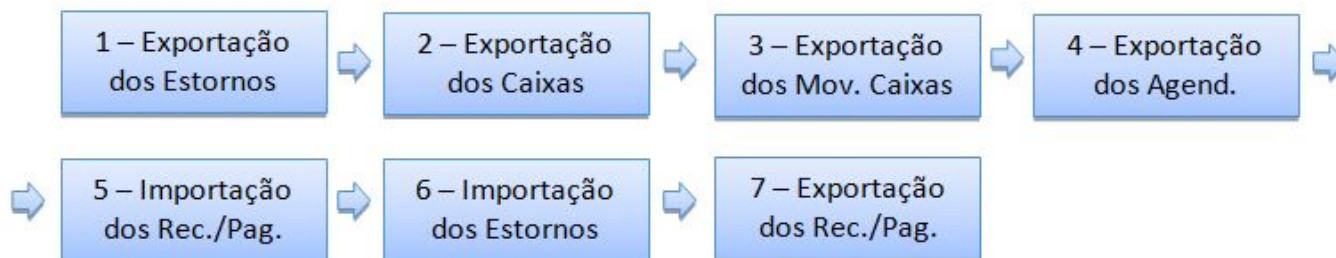 1 – Exportação
dos Estornos
2 – Exportação
dos Caixas
3 – Exportação
dos Mov. Caixas
4 – Exportação
dos Agend.
5 – Importação
dos Rec./Pag.
6 – Importação
dos Estornos
7 – Exportação
dos Rec./Pag.